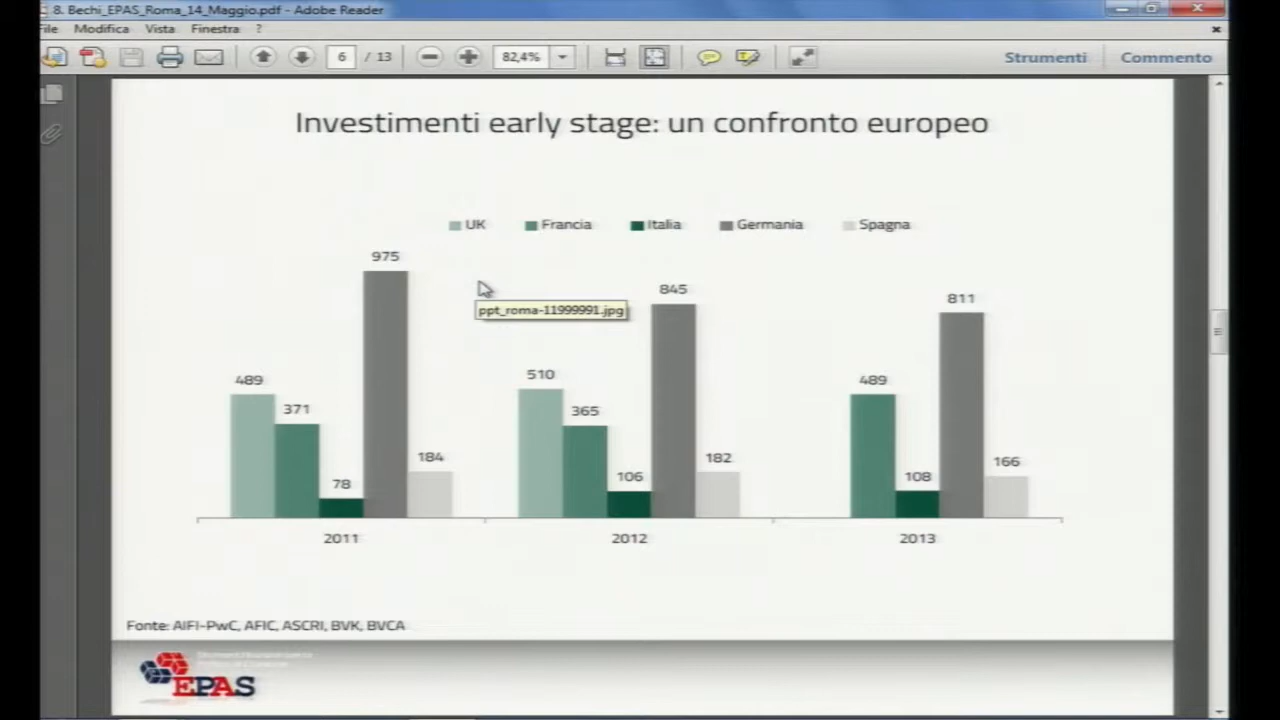 8. Bechi_EPAS_Roma_14_Maggio.pdf - Adobe Reader
File Modifica Vista Finestra ?
6 / 13 82,4% Strumenti Commento
Investimenti early stage: un confronto europeo
UK Francia Italia Germania Spagna
975
845
811
ppt_roma-11999991.jpg
489 510 489
371 365
184 182 166
78 106 108
2011 2012 2013
Fonte: AIFI-PwC, AFIC, ASCRI, BVK, BVCA
EPAS